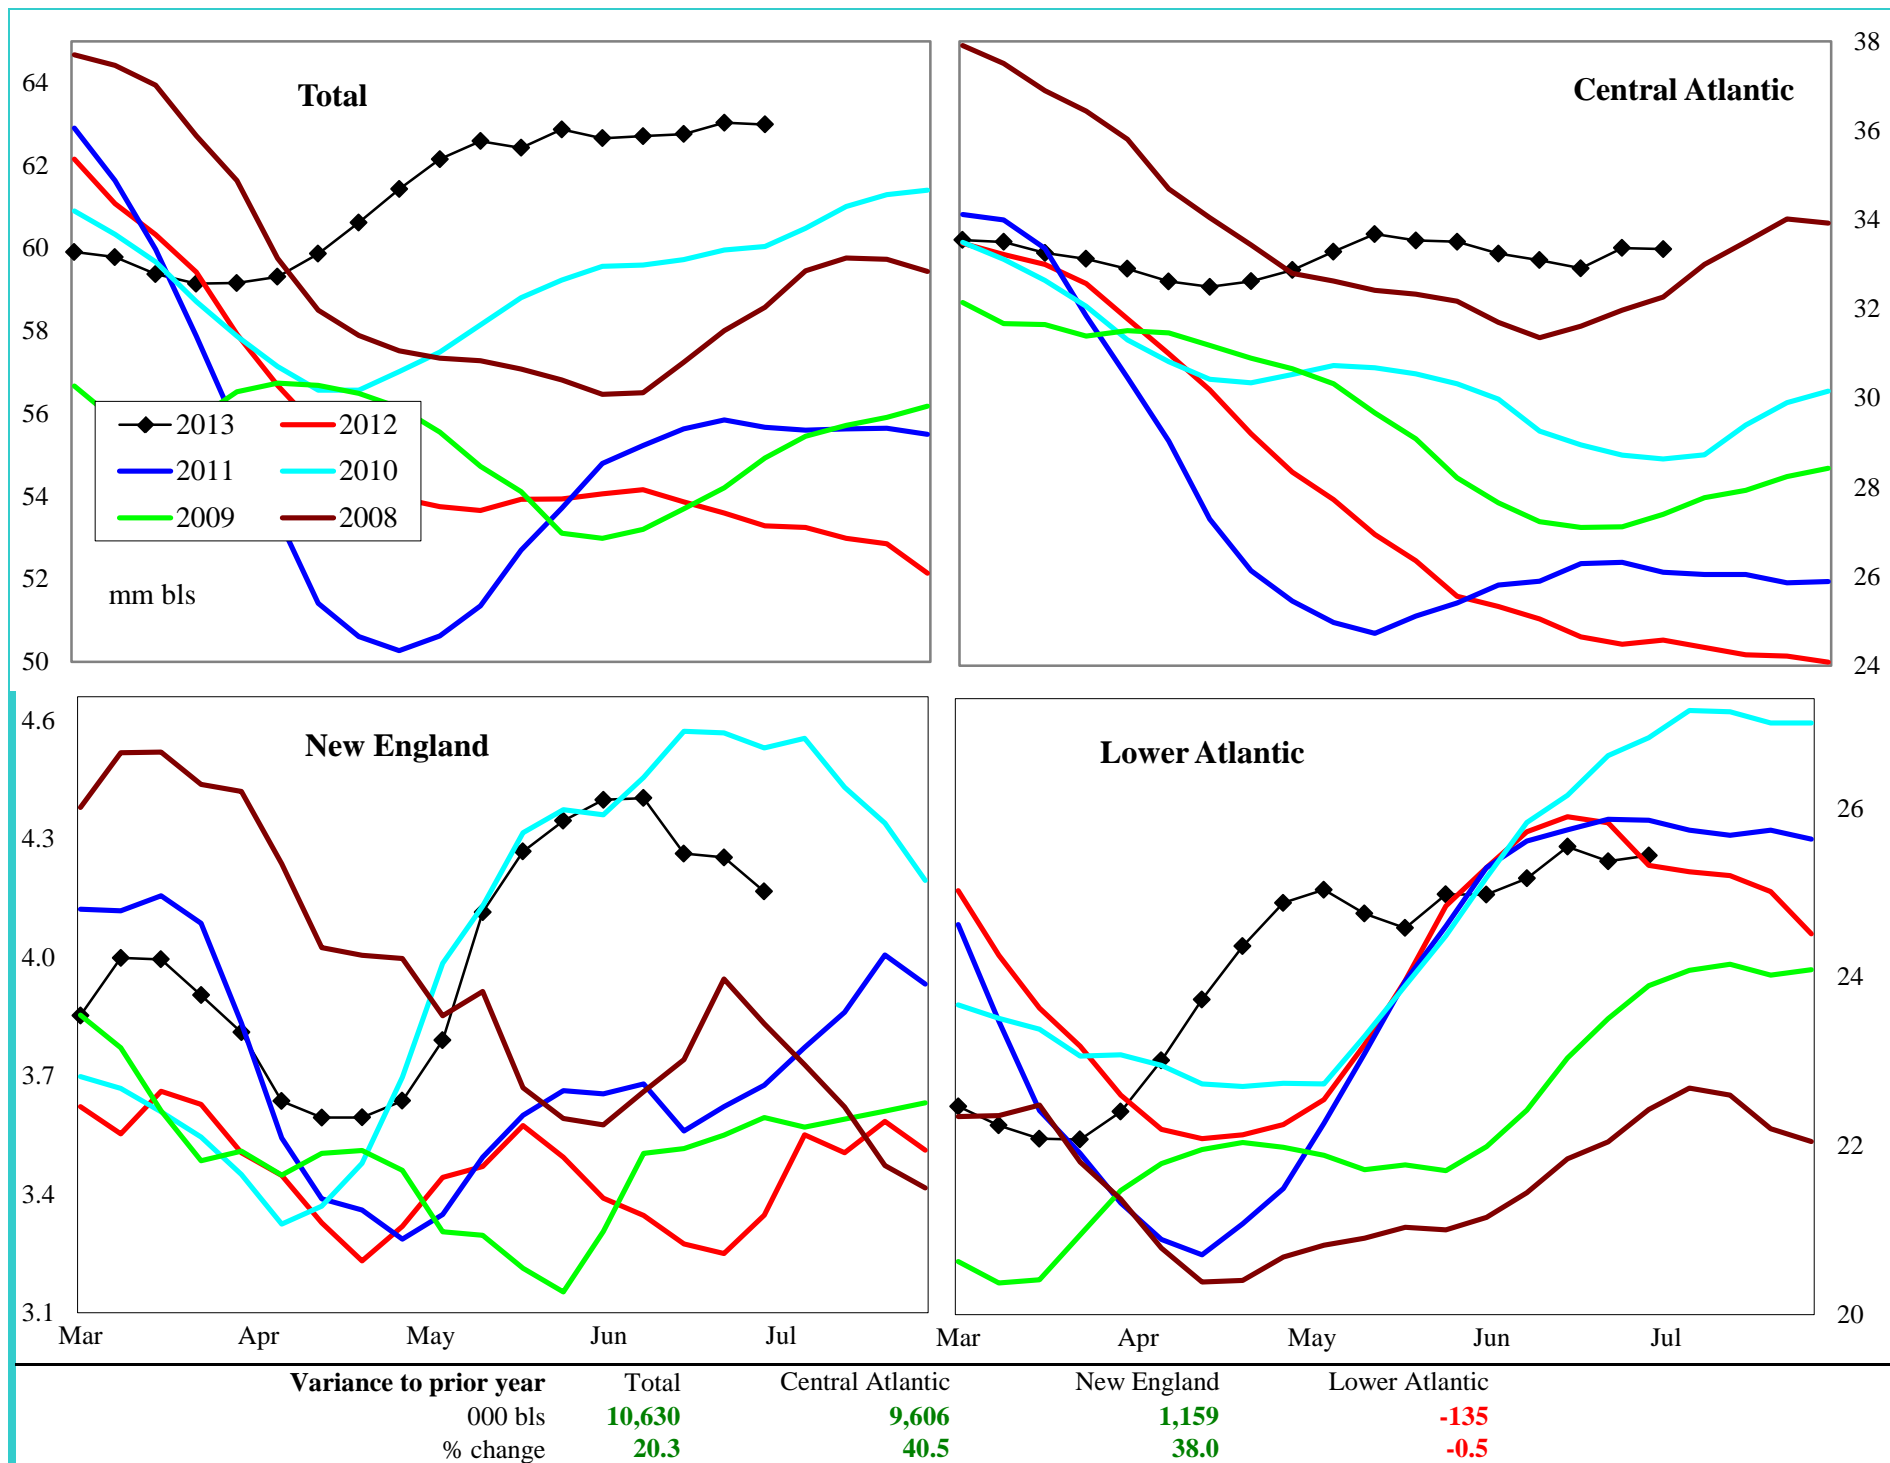 Total
64
62
60
58
56
54
52
50
2013 2012
2011 2010
2009 2008
mm bls
Central Atlantic
38
36
34
32
30
28
26
24
New England
4.6
4.3
4.0
3.7
3.4
3.1
Mar Apr May Jun Jul
Lower Atlantic
26
24
22
20
Mar Apr May Jun Jul
Variance to prior year Total Central Atlantic New England Lower Atlantic
000 bls 10,630 9,606 1,159 -135
% change 20.3 40.5 38.0 -0.5